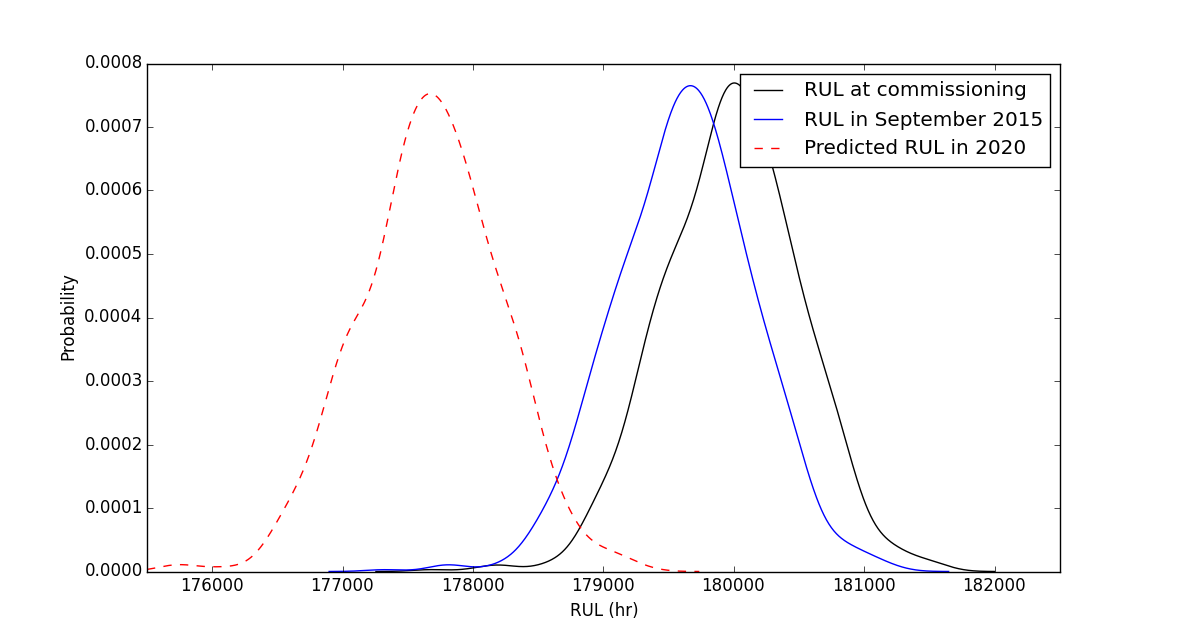 0.0008
0.0007
0.0006
0.0005
0.0004
0.0003
0.0002
0.0001
0.0000
Probability
RUL at commissioning
RUL in September 2015
Predicted RUL in 2020
176000 177000 178000 179000 180000 181000 182000
RUL (hr)